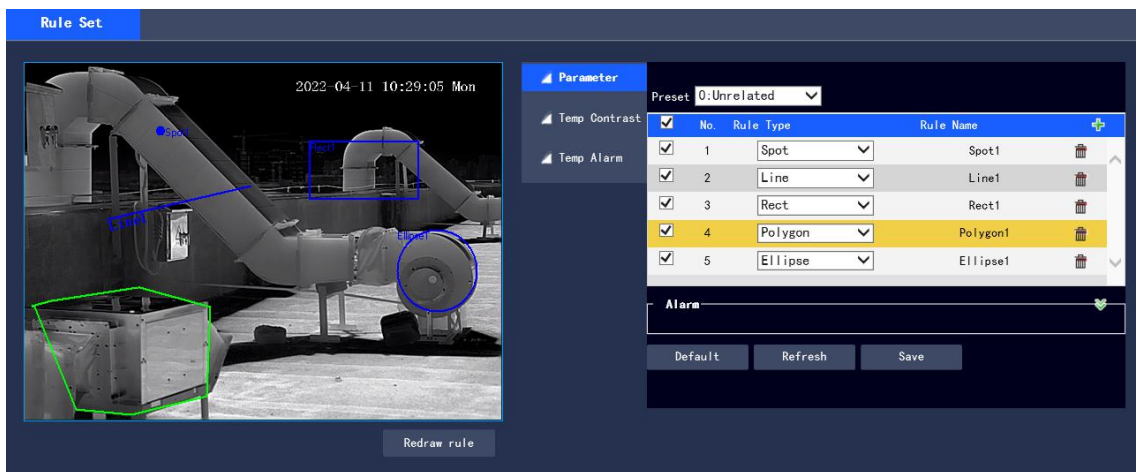 Rule Set
2022-04-11 10:29:05 Mon
Spot1
Rect1
Line1
Ellipse1
Redraw rule
Parameter
Temp Contrast
Temp Alarm
Preset 0:Unrelated
No. Rule Type Rule Name
1 Spot Spot1
2 Line Line1
3 Rect Rect1
4 Polygon Polygon1
5 Ellipse Ellipse1
Alarm
Default Refresh Save